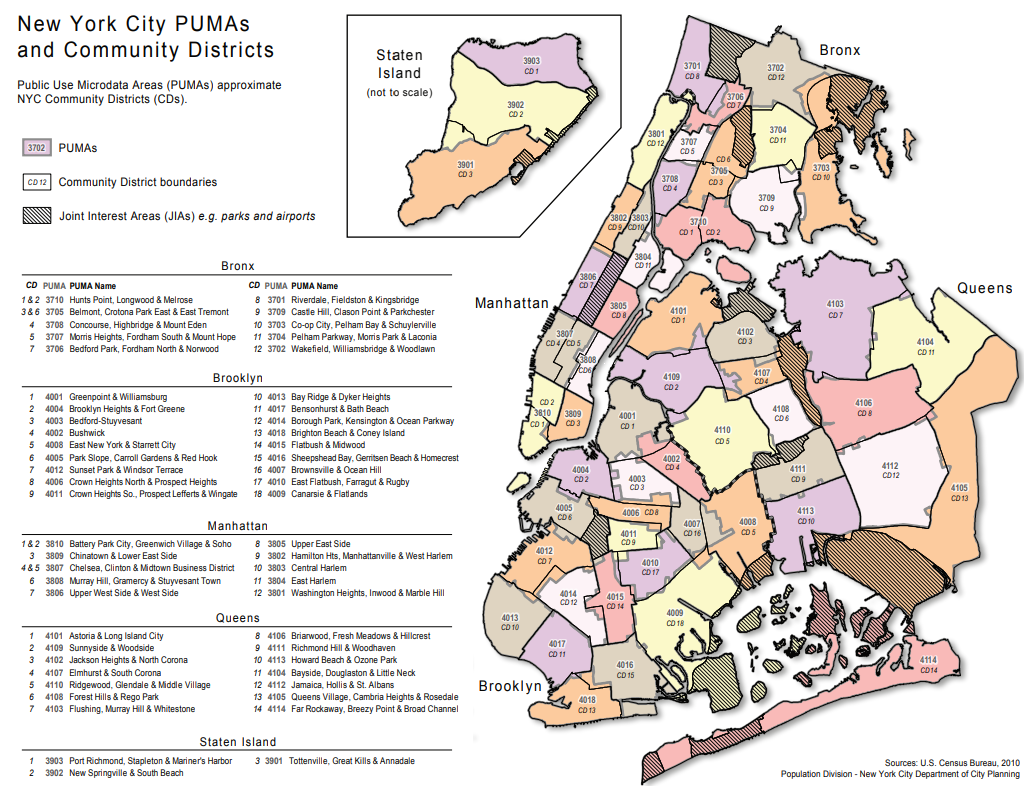 New York City PUMAs
and Community Districts
Public Use Microdata Areas (PUMAs) approximate
NYC Community Districts (CDs).
3702 PUMAs
CD 12 Community District boundaries
Joint Interest Areas (JIAs) e.g. parks and airports
Bronx
CD PUMA PUMA Name CD PUMA PUMA Name
1 & 2 3710 Hunts Point, Longwood & Melrose 8 3701 Riverdale, Fieldston & Kingsbridge
3 & 6 3705 Belmont, Crotona Park East & East Tremont 9 3709 Castle Hill, Clason Point & Parkchester
4 3708 Concourse, Highbridge & Mount Eden 10 3703 Co-op City, Pelham Bay & Schuylerville
5 3707 Morris Heights, Fordham South & Mount Hope 11 3704 Pelham Parkway, Morris Park & Laconia
7 3706 Bedford Park, Fordham North & Norwood 12 3702 Wakefield, Williamsbridge & Woodlawn
Brooklyn
1 4001 Greenpoint & Williamsburg 10 4013 Bay Ridge & Dyker Heights
2 4004 Brooklyn Heights & Fort Greene 11 4017 Bensonhurst & Bath Beach
3 4003 Bedford-Stuyvesant 12 4014 Borough Park, Kensington & Ocean Parkway
4 4002 Bushwick 13 4018 Brighton Beach & Coney Island
5 4008 East New York & Starrett City 14 4015 Flatbush & Midwood
6 4005 Park Slope, Carroll Gardens & Red Hook 15 4016 Sheepshead Bay, Gerritsen Beach & Homecrest
7 4012 Sunset Park & Windsor Terrace 16 4007 Brownsville & Ocean Hill
8 4006 Crown Heights North & Prospect Heights 17 4010 East Flatbush, Farragut & Rugby
9 4011 Crown Heights So., Prospect Lefferts & Wingate 18 4009 Canarsie & Flatlands
Manhattan
1 & 2 3810 Battery Park City, Greenwich Village & Soho 8 3805 Upper East Side
3 3809 Chinatown & Lower East Side 9 3802 Hamilton Hts, Manhattanville & West Harlem
4 & 5 3807 Chelsea, Clinton & Midtown Business District 10 3803 Central Harlem
6 3808 Murray Hill, Gramercy & Stuyvesant Town 11 3804 East Harlem
7 3806 Upper West Side & West Side 12 3801 Washington Heights, Inwood & Marble Hill
Queens
1 4101 Astoria & Long Island City 8 4106 Briarwood, Fresh Meadows & Hillcrest
2 4109 Sunnyside & Woodside 9 4111 Richmond Hill & Woodhaven
3 4102 Jackson Heights & North Corona 10 4113 Howard Beach & Ozone Park
4 4107 Elmhurst & South Corona 11 4104 Bayside, Douglaston & Little Neck
5 4110 Ridgewood, Glendale & Middle Village 12 4112 Jamaica, Hollis & St. Albans
6 4108 Forest Hills & Rego Park 13 4105 Queens Village, Cambria Heights & Rosedale
7 4103 Flushing, Murray Hill & Whitestone 14 4114 Far Rockaway, Breezy Point & Broad Channel
Staten Island
1 3903 Port Richmond, Stapleton & Mariner's Harbor 3 3901 Tottenville, Great Kills & Annadale
2 3902 New Springville & South Beach
Staten
Island
(not to scale)
3903
CD 1
3902
CD 2
3901
CD 3
Bronx
3701
CD 8
3702
CD 12
3706
CD 7
3704
CD 11
3707
CD 5
CD 6
3705
CD 3
3703
CD 10
3708
CD 4
3709
CD 9
3710
CD 1 CD 2
Manhattan
3801
CD 12
3802
CD 9
3803
CD10
3804
CD 11
3806
CD 7
3805
CD 8
3807
CD 4 CD 5
3808
CD6
CD 2
3810
CD 1
3809
CD 3
Queens
4101
CD 1
4103
CD 7
4102
CD 3
4104
CD 11
4109
CD 2
4107
CD 4
4108
CD 6
4106
CD 8
4110
CD 5
4111
CD 9
4112
CD 12
4105
CD 13
4113
CD 10
4114
CD 14
Brooklyn
4001
CD 1
4002
CD 4
4004
CD 2
4003
CD 3
4005
CD 6
4006 CD 8
4007
CD 16
4008
CD 5
4011
CD 9
4012
CD 7
4010
CD 17
4014
CD 12
4015
CD 14
4009
CD 18
4013
CD 10
4017
CD 11
4016
CD 15
4018
CD 13
Sources: U.S. Census Bureau, 2010
Population Division - New York City Department of City Planning